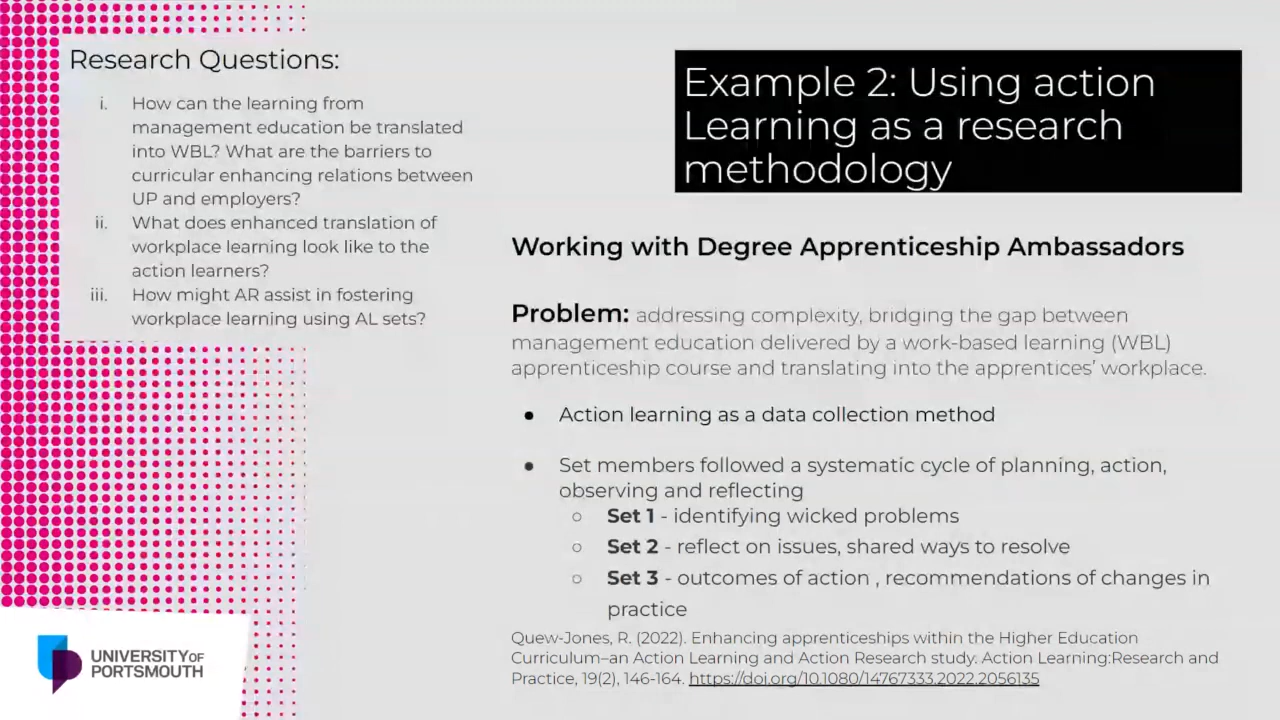 Research Questions:
i. How can the learning from
management education be translated
into WBL? What are the barriers to
curricular enhancing relations between
UP and employers?
ii. What does enhanced translation of
workplace learning look like to the
action learners?
iii. How might AR assist in fostering
workplace learning using AL sets?
Example 2: Using action
Learning as a research
methodology
Working with Degree Apprenticeship Ambassadors
Problem: addressing complexity, bridging the gap between
management education delivered by a work-based learning (WBL)
apprenticeship course and translating into the apprentices’ workplace.
● Action learning as a data collection method
● Set members followed a systematic cycle of planning, action,
observing and reflecting
○ Set 1 - identifying wicked problems
○ Set 2 - reflect on issues, shared ways to resolve
○ Set 3 - outcomes of action , recommendations of changes in
practice
Quew-Jones, R. (2022). Enhancing apprenticeships within the Higher Education
Curriculum–an Action Learning and Action Research study. Action Learning:Research and
Practice, 19(2), 146-164. https://doi.org/10.1080/14767333.2022.2056135
UNIVERSITY OF
PORTSMOUTH